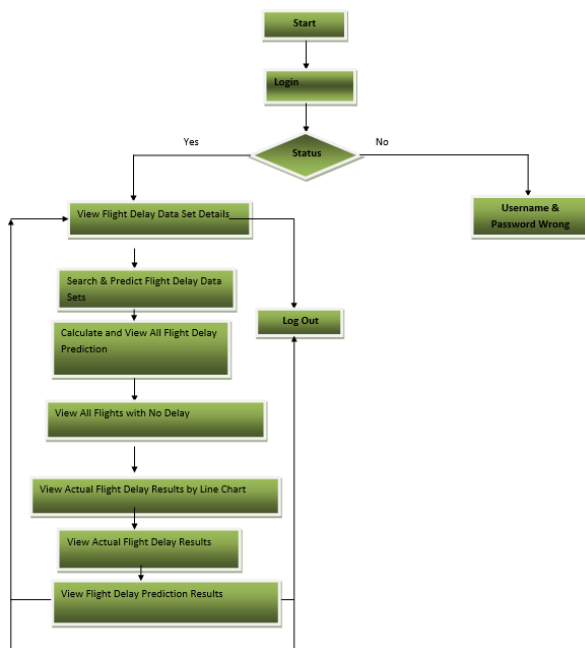 Start
Login
Status
Yes
No
View Flight Delay Data Set Details
Username &
Password Wrong
Search & Predict Flight Delay Data
Sets
Log Out
Calculate and View All Flight Delay
Prediction
View All Flights with No Delay
View Actual Flight Delay Results by Line Chart
View Actual Flight Delay Results
View Flight Delay Prediction Results